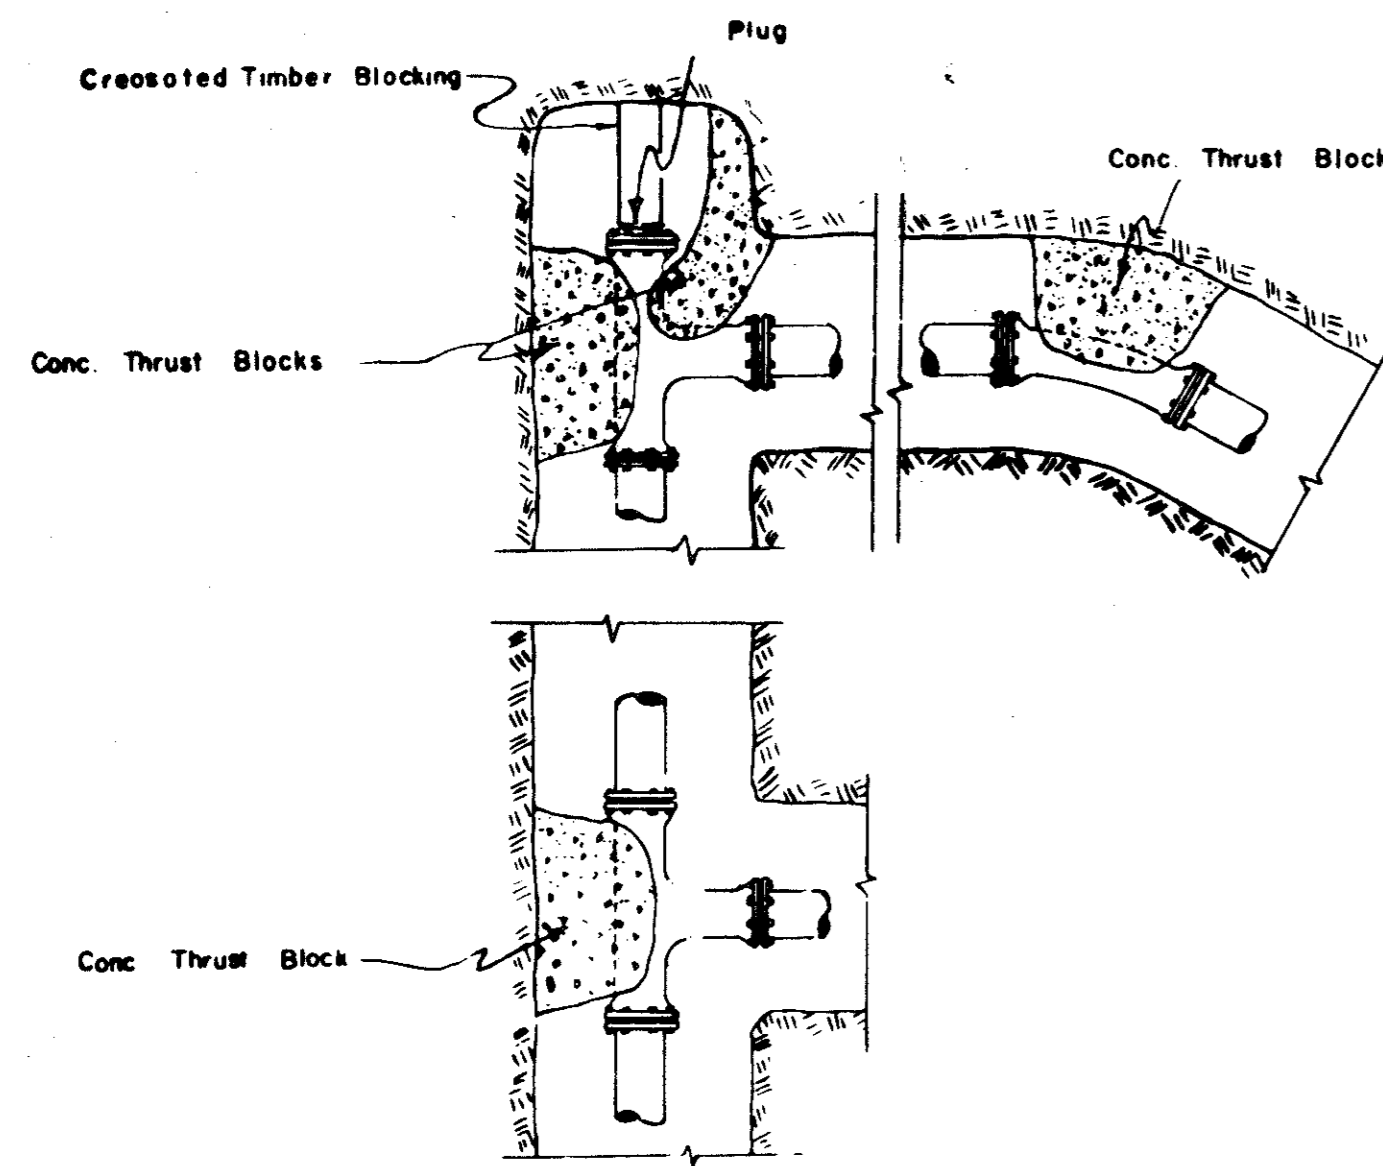 Plug
Creosoted Timber Blocking
Conc. Thrust Block
Conc. Thrust Blocks
Conc Thrust Block